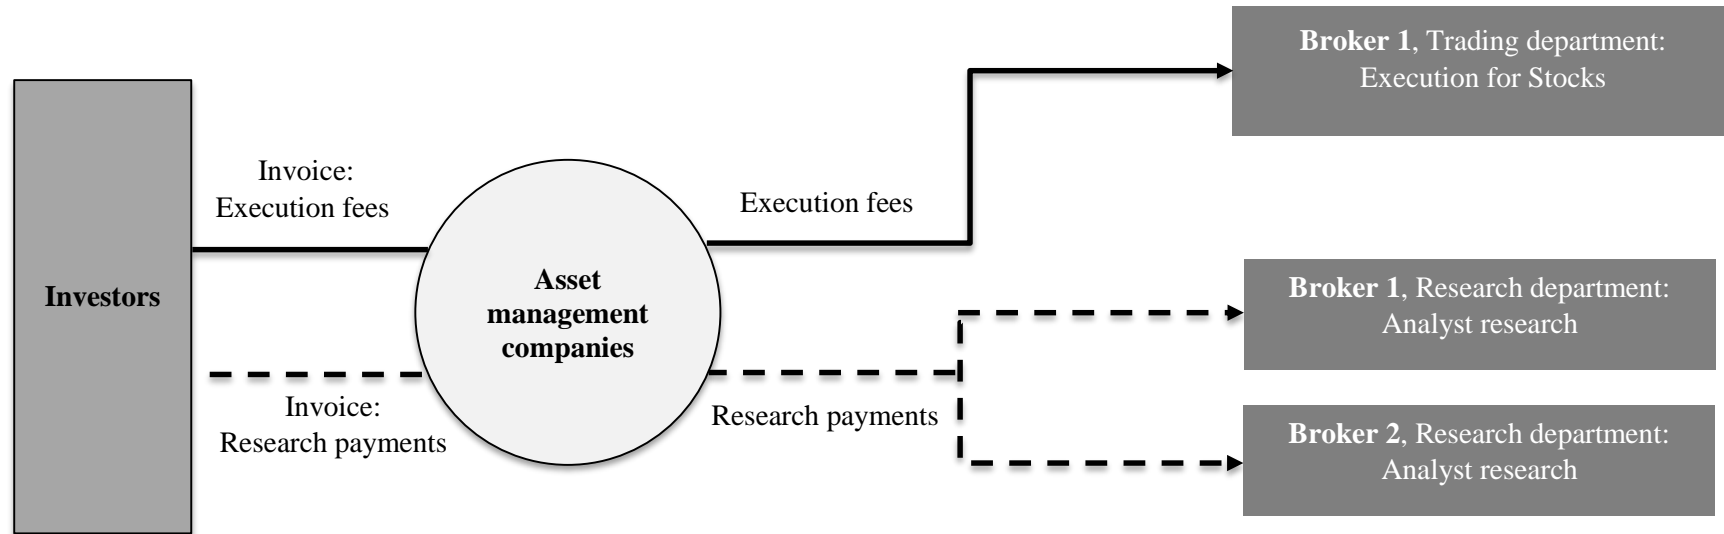 Broker 1, Trading department:
Execution for Stocks
Invoice:
Execution fees
Execution fees
Investors
Asset
management
companies
Broker 1, Research department:
Analyst research
Invoice:
Research payments
Research payments
Broker 2, Research department:
Analyst research